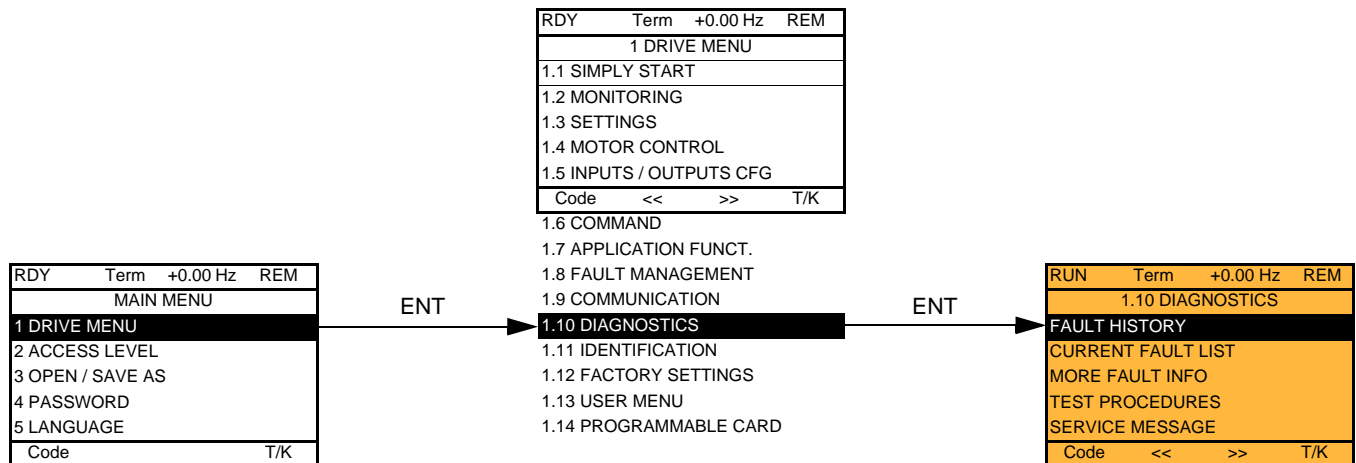 RDY Term +0.00 Hz REM
1 DRIVE MENU
1.1 SIMPLY START
1.2 MONITORING
1.3 SETTINGS
1.4 MOTOR CONTROL
1.5 INPUTS / OUTPUTS CFG
Code << >> T/K
1.6 COMMAND
1.7 APPLICATION FUNCT.
1.8 FAULT MANAGEMENT
1.9 COMMUNICATION
1.10 DIAGNOSTICS
1.11 IDENTIFICATION
1.12 FACTORY SETTINGS
1.13 USER MENU
1.14 PROGRAMMABLE CARD
RDY Term +0.00 Hz REM
MAIN MENU
1 DRIVE MENU
2 ACCESS LEVEL
3 OPEN / SAVE AS
4 PASSWORD
5 LANGUAGE
Code T/K
ENT
ENT
RUN Term +0.00 Hz REM
1.10 DIAGNOSTICS
FAULT HISTORY
CURRENT FAULT LIST
MORE FAULT INFO
TEST PROCEDURES
SERVICE MESSAGE
Code << >> T/K